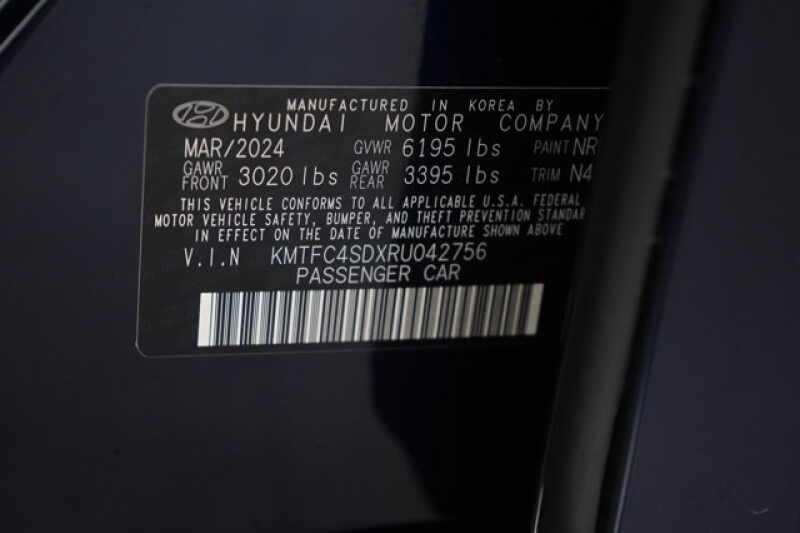 MANUFACTURED IN KOREA BY
HYUNDAI MOTOR COMPANY
MAR/2024 GVWR 6195 lbs PAINT NR
GAWR FRONT 3020 lbs GAWR REAR 3395 lbs TRIM N4
THIS VEHICLE CONFORMS TO ALL APPLICABLE U.S.A. FEDERAL
MOTOR VEHICLE SAFETY, BUMPER, AND THEFT PREVENTION STANDAR
IN EFFECT ON THE DATE OF MANUFACTURE SHOWN ABOVE
V.I.N KMTFC4SDXRU042756
PASSENGER CAR